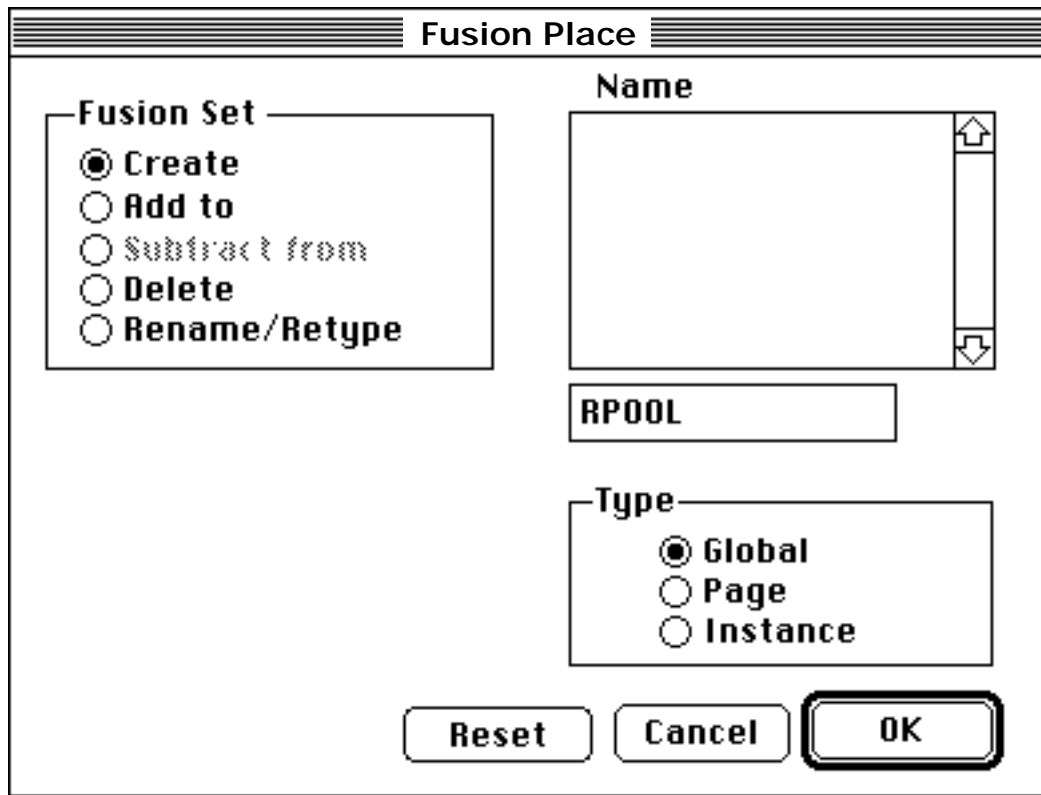 Fusion Place
Fusion Set
Create
Add to
Subtract from
Delete
Rename/Retype
Name
RPOOL
Type
Global
Page
Instance
Reset
Cancel
OK